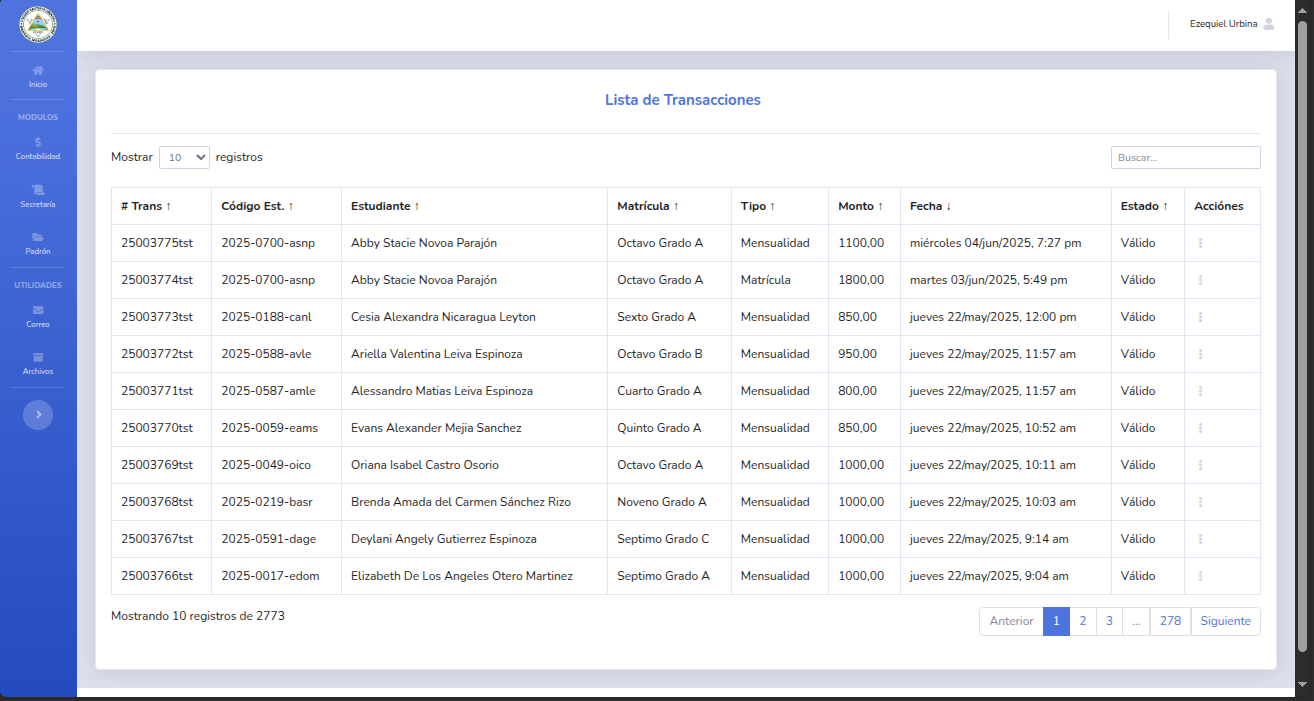 Ezequiel Urbina
Inicio
MODULOS
$
Contabilidad
Secretaría
Padrón
UTILIDADES
Correo
Archivos
Lista de Transacciones
Mostrar 10 registros
Buscar...
# Trans ↑ Código Est. ↑ Estudiante ↑ Matrícula ↑ Tipo ↑ Monto ↑ Fecha ↓ Estado ↑ Acciónes
25003775tst 2025-0700-asnp Abby Stacie Novoa Parajón Octavo Grado A Mensualidad 1100,00 miércoles 04/jun/2025, 7:27 pm Válido
25003774tst 2025-0700-asnp Abby Stacie Novoa Parajón Octavo Grado A Matrícula 1800,00 martes 03/jun/2025, 5:49 pm Válido
25003773tst 2025-0188-canl Cesia Alexandra Nicaragua Leyton Sexto Grado A Mensualidad 850,00 jueves 22/may/2025, 12:00 pm Válido
25003772tst 2025-0588-avle Ariella Valentina Leiva Espinoza Octavo Grado B Mensualidad 950,00 jueves 22/may/2025, 11:57 am Válido
25003771tst 2025-0587-amle Alessandro Matias Leiva Espinoza Cuarto Grado A Mensualidad 800,00 jueves 22/may/2025, 11:57 am Válido
25003770tst 2025-0059-eams Evans Alexander Mejia Sanchez Quinto Grado A Mensualidad 850,00 jueves 22/may/2025, 10:52 am Válido
25003769tst 2025-0049-oico Oriana Isabel Castro Osorio Octavo Grado A Mensualidad 1000,00 jueves 22/may/2025, 10:11 am Válido
25003768tst 2025-0219-basr Brenda Amada del Carmen Sánchez Rizo Noveno Grado A Mensualidad 1000,00 jueves 22/may/2025, 10:03 am Válido
25003767tst 2025-0591-dage Deylani Angely Gutierrez Espinoza Septimo Grado C Mensualidad 1000,00 jueves 22/may/2025, 9:14 am Válido
25003766tst 2025-0017-edom Elizabeth De Los Angeles Otero Martinez Septimo Grado A Mensualidad 1000,00 jueves 22/may/2025, 9:04 am Válido
Mostrando 10 registros de 2773
Anterior 1 2 3 ... 278 Siguiente